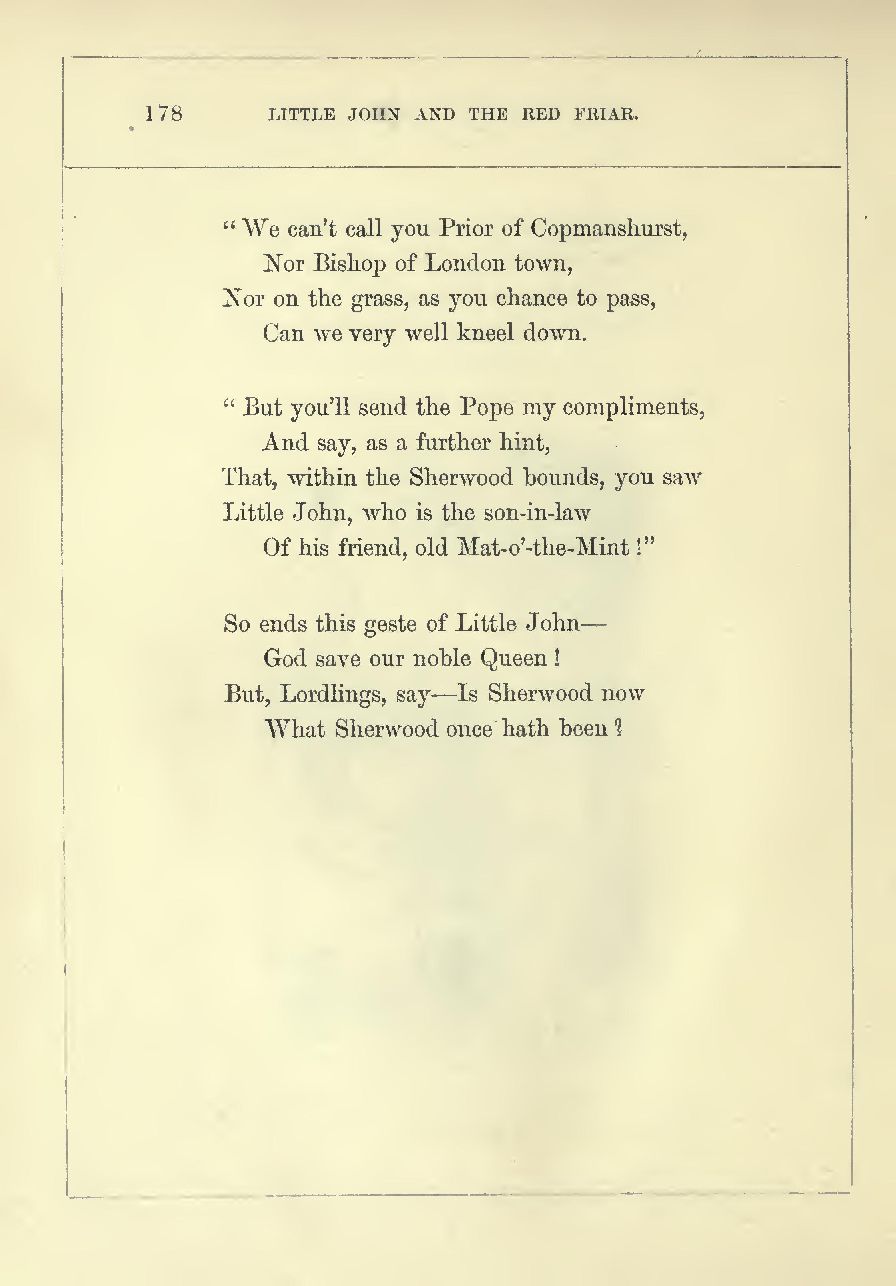 178 LITTLE JOHN AND THE RED FRIAR.
“We can't call you Prior of Copmanshurst,
Nor Bishop of London town,
Nor on the grass, as you chance to pass,
Can we very well kneel down.
“But you'll send the Pope my compliments,
And say, as a further hint,
That, within the Sherwood bounds, you saw
Little John, who is the son-in-law
Of his friend, old Mat-o'-the-Mint!”
So ends this geste of Little John—
God save our noble Queen!
But, Lordlings, say—Is Sherwood now
What Sherwood once hath been?